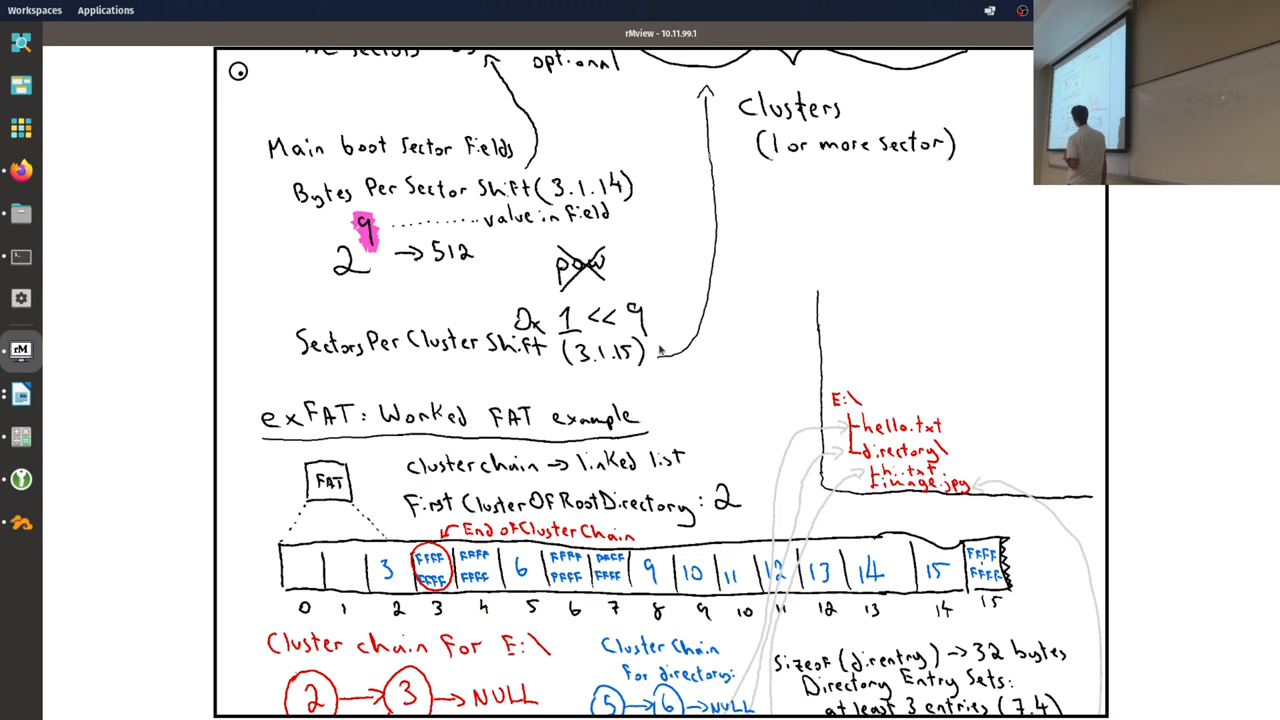 Workspaces Applications
rMview - 10.11.99.1
optional
Clusters
(1 or more sector)
Main boot sector fields
Bytes Per Sector Shift (3.1.14)
9 .......... value in field
2 → 512
pow
0x 1 << 9
Sectors Per Cluster Shift (3.1.15)
exFAT: Worked FAT example
E:\
hello.txt
directory\
hi.txt
image.jpg
FAT
cluster chain → linked list
First Cluster Of Root Directory: 2
End of Cluster Chain
3 FFFF FFFF 6 FFFF FFFF 9 10 11 12 13 14 15 FFFF
FFFF FFFF FFFF FFFF FFFF
0 1 2 3 4 5 6 7 8 9 10 11 12 13 14 15
Cluster chain for E:\
2 → 3 → NULL
Cluster Chain
for directory:
5 → 6 → NULL
sizeof (direntry) → 32 bytes
Directory Entry Sets:
at least 3 entries (7.4)
rM